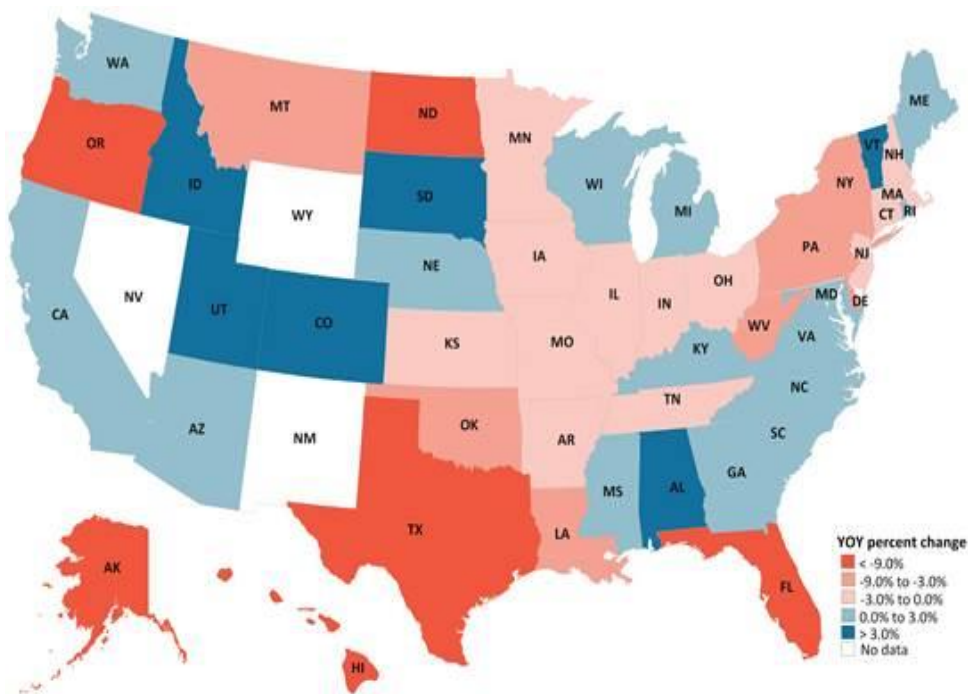 WA
ME
MT
ND
MN
VT
NH
OR
ID
WI
NY
MA
SD
WY
MI
CT
RI
IA
PA
NE
NJ
OH
NV
IL
IN
MD
DE
UT
CO
CA
WV
VA
KS
MO
KY
NC
TN
OK
AZ
NM
AR
SC
GA
MS
AL
TX
LA
YOY percent change
< -9.0%
-9.0% to -3.0%
-3.0% to 0.0%
0.0% to 3.0%
> 3.0%
No data
AK
FL
HI